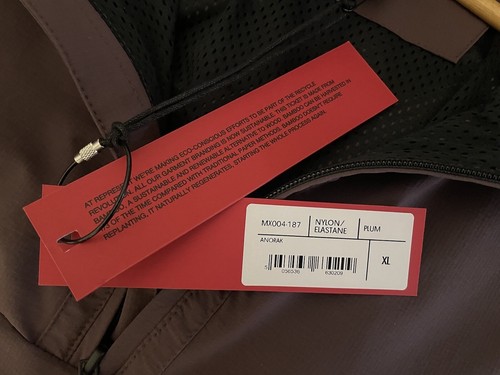 AT REPRESENT WE'RE MAKING ECO-CONSCIOUS EFFORTS TO BE PART OF THE RECYCLE
REVOLUTION. ALL OUR GARMENT BRANDING IS NOW SUSTAINABLE. THIS TICKET IS MADE FROM
BAMBOO, A SUSTAINABLE AND RENEWABLE ALTERNATIVE TO WOOD. BAMBOO CAN BE HARVESTED IN
OF THE TIME COMPARED WITH TRADITIONAL PAPER METHODS. BAMBOO DOESN'T REQUIRE
REPLANTING, IT NATURALLY REGENERATES, STARTING THE WHOLE PROCESS AGAIN.
MX004-187
NYLON/
ELASTANE
PLUM
ANORAK
XL